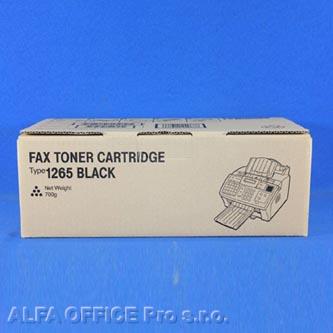 FAX TONER CARTRIDGE
Type 1265 BLACK
Net Weight
700g
ALFA OFFICE Pro s.r.o.